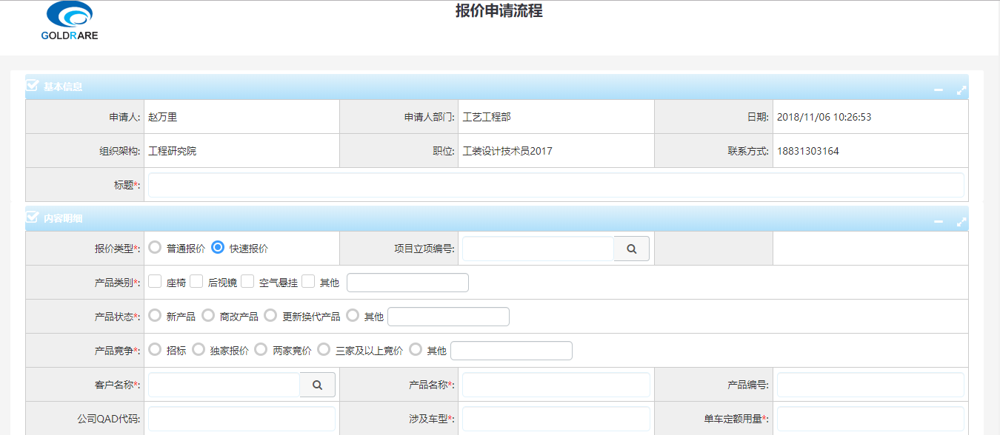 报价申请流程
GOLDRARE
基本信息
申请人: 赵万里 申请人部门: 工艺工程部 日期: 2018/11/06 10:26:53
组织架构: 工程研究院 职位: 工装设计技术员2017 联系方式: 18831303164
标题*:
内容明细
报价类型*: 普通报价 快速报价 项目立项编号:
产品类别*: 座椅 后视镜 空气悬挂 其他
产品状态*: 新产品 商改产品 更新换代产品 其他
产品竞争*: 招标 独家报价 两家竞价 三家及以上竞价 其他
客户名称*: 产品名称*: 产品编号:
公司QAD代码: 涉及车型*: 单车定额用量*: